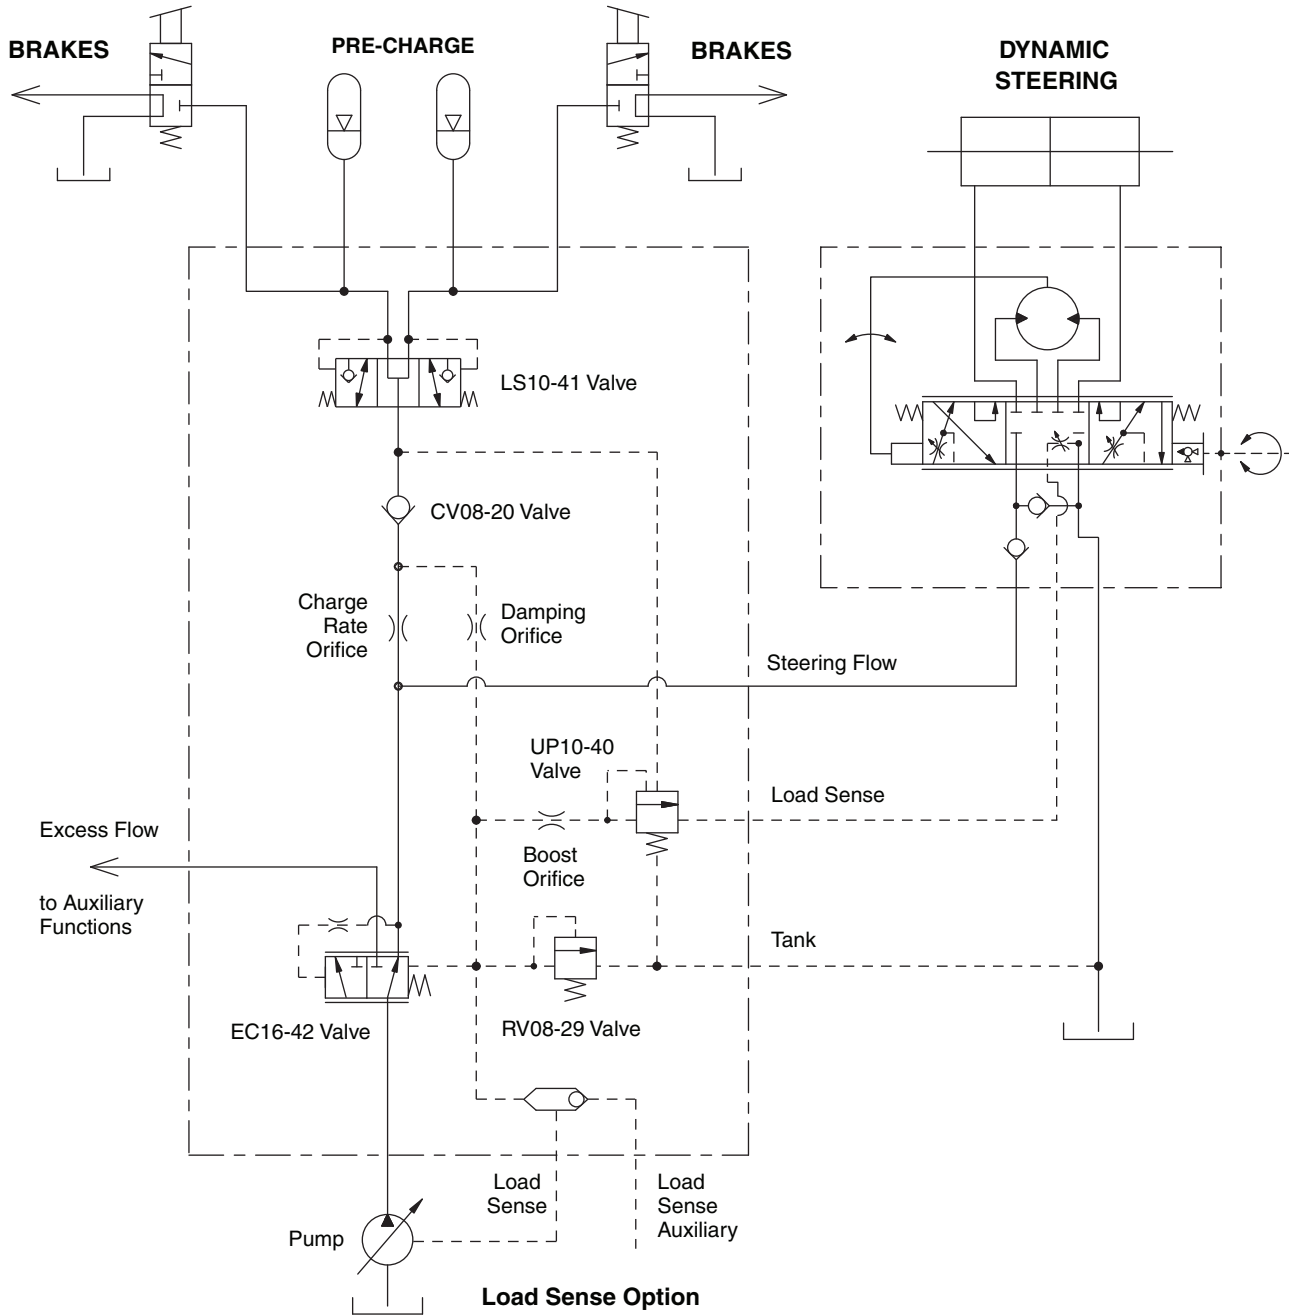 BRAKES
PRE-CHARGE
BRAKES
DYNAMIC
STEERING
LS10-41 Valve
CV08-20 Valve
Charge
Rate
Orifice
Damping
Orifice
Steering Flow
UP10-40
Valve
Load Sense
Excess Flow
Boost
Orifice
to Auxiliary
Functions
Tank
EC16-42 Valve
RV08-29 Valve
Load
Sense
Load
Sense
Auxiliary
Pump
Load Sense Option